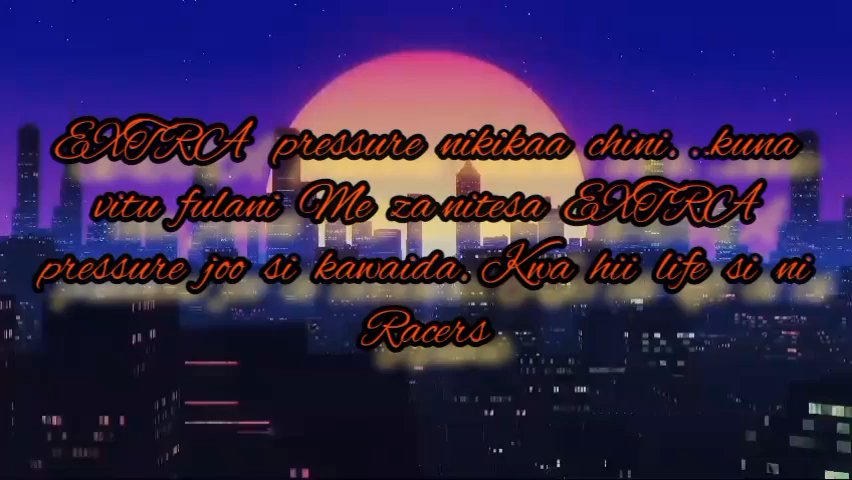 EXTRA pressure nikikaa chini. ..kuna
vitu fulani Me za nitesa EXTRA
pressure joo si kawaida. Kwa hii life si ni
Racers